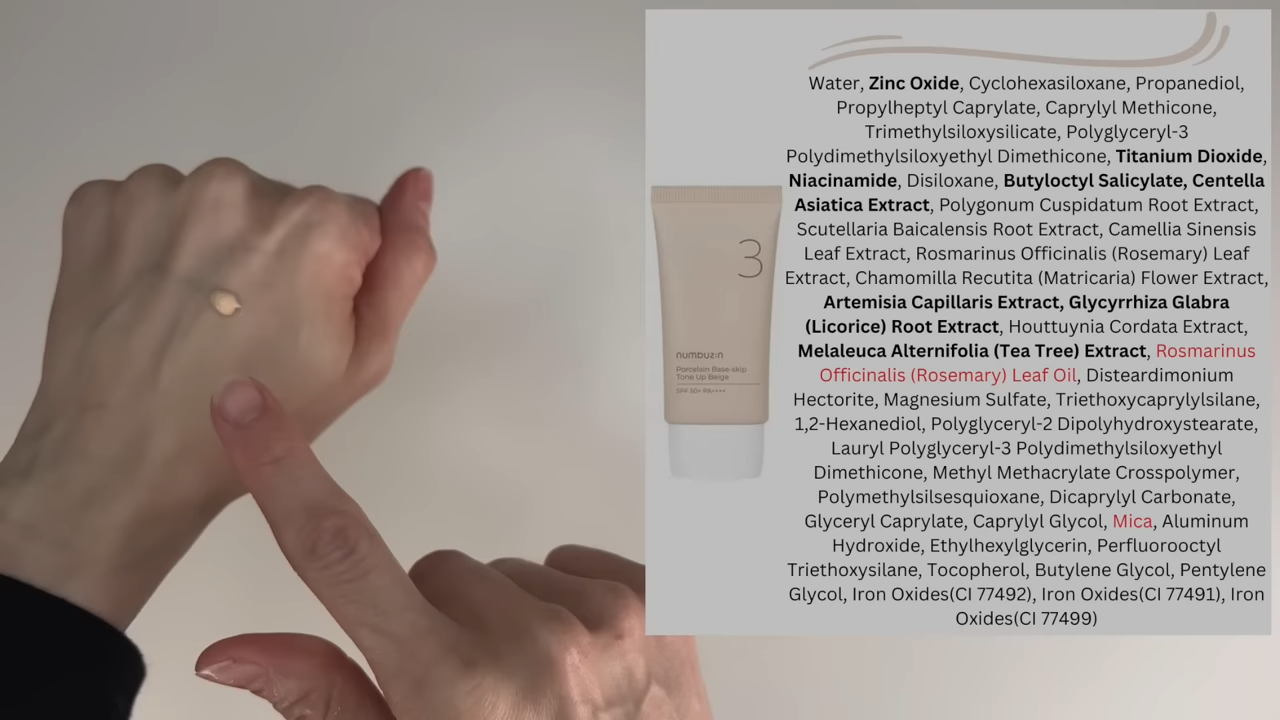 3
numbuz:n
Porcelain Base-skip
Tone Up Beige
SPF 50+ PA++++
Water, Zinc Oxide, Cyclohexasiloxane, Propanediol,
Propylheptyl Caprylate, Caprylyl Methicone,
Trimethylsiloxysilicate, Polyglyceryl-3
Polydimethylsiloxyethyl Dimethicone, Titanium Dioxide,
Niacinamide, Disiloxane, Butyloctyl Salicylate, Centella
Asiatica Extract, Polygonum Cuspidatum Root Extract,
Scutellaria Baicalensis Root Extract, Camellia Sinensis
Leaf Extract, Rosmarinus Officinalis (Rosemary) Leaf
Extract, Chamomilla Recutita (Matricaria) Flower Extract,
Artemisia Capillaris Extract, Glycyrrhiza Glabra
(Licorice) Root Extract, Houttuynia Cordata Extract,
Melaleuca Alternifolia (Tea Tree) Extract, Rosmarinus
Officinalis (Rosemary) Leaf Oil, Disteardimonium
Hectorite, Magnesium Sulfate, Triethoxycaprylylsilane,
1,2-Hexanediol, Polyglyceryl-2 Dipolyhydroxystearate,
Lauryl Polyglyceryl-3 Polydimethylsiloxyethyl
Dimethicone, Methyl Methacrylate Crosspolymer,
Polymethylsilsesquioxane, Dicaprylyl Carbonate,
Glyceryl Caprylate, Caprylyl Glycol, Mica, Aluminum
Hydroxide, Ethylhexylglycerin, Perfluorooctyl
Triethoxysilane, Tocopherol, Butylene Glycol, Pentylene
Glycol, Iron Oxides(CI 77492), Iron Oxides(CI 77491), Iron
Oxides(CI 77499)